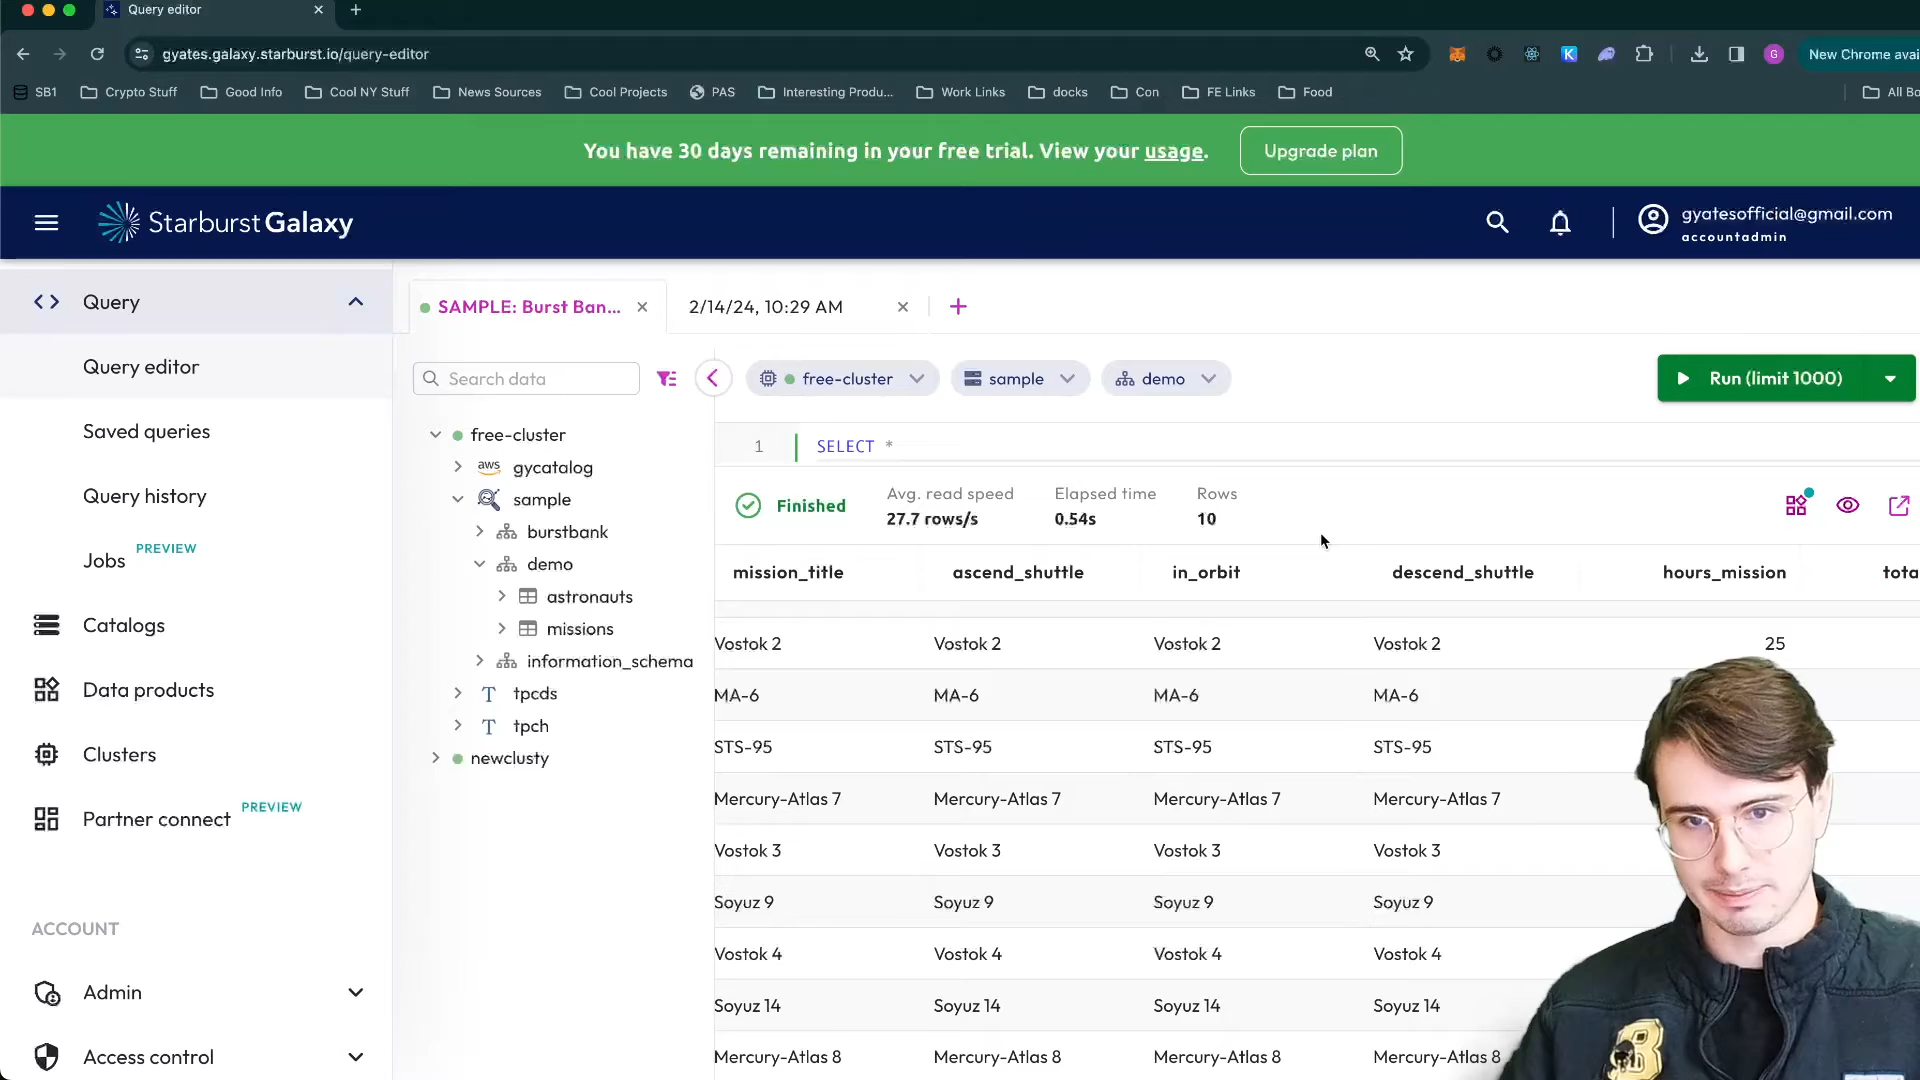 Query editor
gyates.galaxy.starburst.io/query-editor
New Chrome avai
SB1
Crypto Stuff
Good Info
Cool NY Stuff
News Sources
Cool Projects
PAS
Interesting Produ...
Work Links
docks
Con
FE Links
Food
All Bo
You have 30 days remaining in your free trial. View your usage.
Upgrade plan
Starburst Galaxy
gyatesofficial@gmail.com
accountadmin
Query
Query editor
Saved queries
Query history
Jobs PREVIEW
Catalogs
Data products
Clusters
Partner connect PREVIEW
ACCOUNT
Admin
Access control
SAMPLE: Burst Ban...
2/14/24, 10:29 AM
Search data
free-cluster
aws gycatalog
sample
burstbank
demo
astronauts
missions
information_schema
T tpcds
T tpch
newclusty
free-cluster
sample
demo
Run (limit 1000)
1 SELECT *
Finished
Avg. read speed
27.7 rows/s
Elapsed time
0.54s
Rows
10
mission_title ascend_shuttle in_orbit descend_shuttle hours_mission tota
Vostok 2 Vostok 2 Vostok 2 Vostok 2 25
MA-6 MA-6 MA-6 MA-6
STS-95 STS-95 STS-95 STS-95
Mercury-Atlas 7 Mercury-Atlas 7 Mercury-Atlas 7 Mercury-Atlas 7
Vostok 3 Vostok 3 Vostok 3 Vostok 3
Soyuz 9 Soyuz 9 Soyuz 9 Soyuz 9
Vostok 4 Vostok 4 Vostok 4 Vostok 4
Soyuz 14 Soyuz 14 Soyuz 14 Soyuz 14
Mercury-Atlas 8 Mercury-Atlas 8 Mercury-Atlas 8 Mercury-Atlas 8